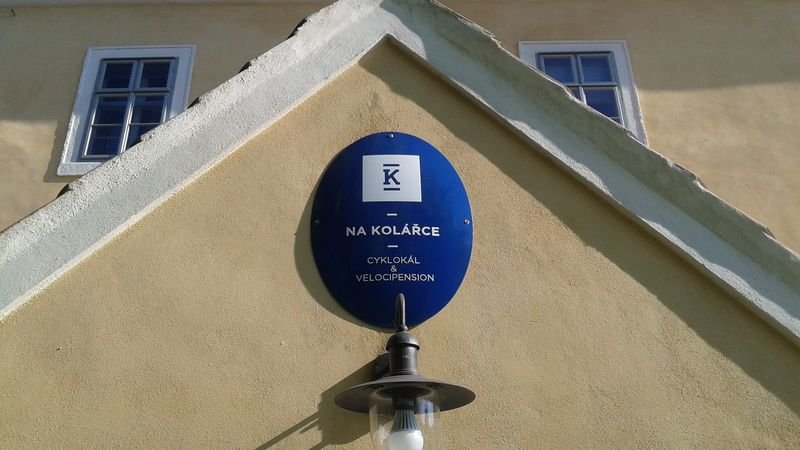 K
NA KOLÁŘCE
CYKLOKÁL
&
VELOCIPENSION